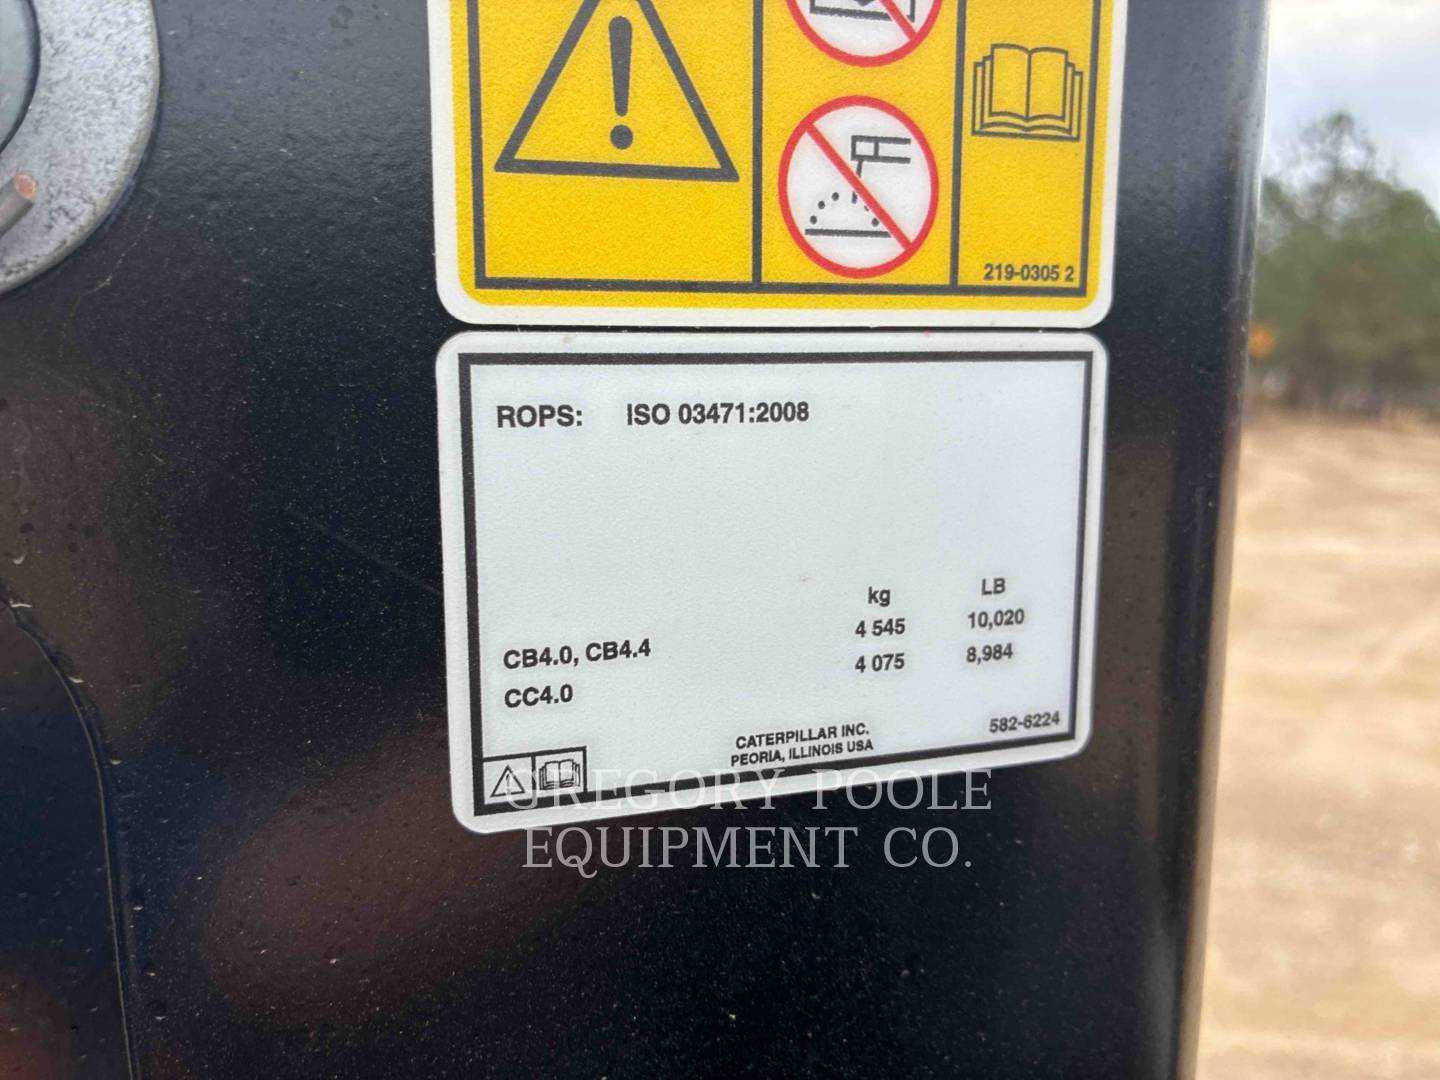 219-0305 2
ROPS: ISO 03471:2008
kg LB
CB4.0, CB4.4 4 545 10,020
CC4.0 4 075 8,984
CATERPILLAR INC. 582-6224
PEORIA, ILLINOIS USA
GREGORY POOLE
EQUIPMENT CO.